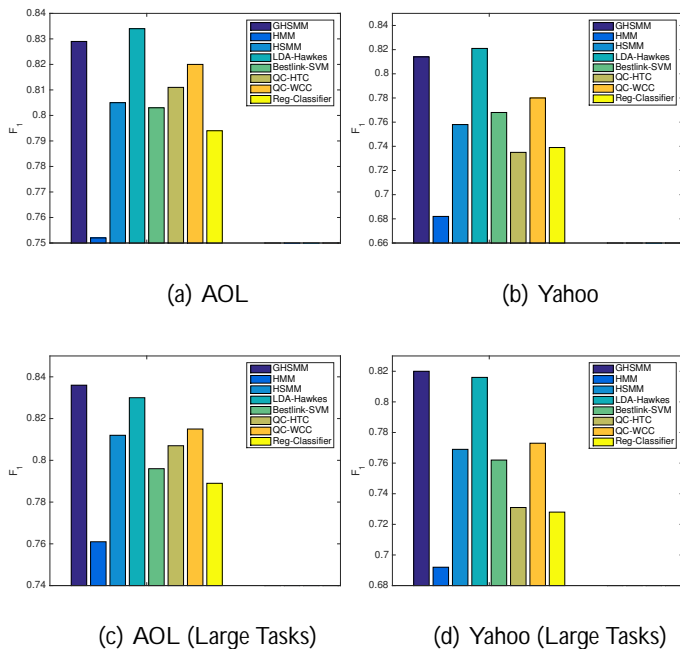 0.84
0.83
0.82
0.81
0.8
0.79
0.78
0.77
0.76
0.75
F1
GHSMM
HMM
HSMM
LDA-Hawkes
Bestlink-SVM
QC-HTC
QC-WCC
Reg-Classifier
(a) AOL
0.84
0.82
0.8
0.78
0.76
0.74
0.72
0.7
0.68
0.66
F1
GHSMM
HMM
HSMM
LDA-Hawkes
Bestlink-SVM
QC-HTC
QC-WCC
Reg-Classifier
(b) Yahoo
0.84
0.82
0.8
0.78
0.76
0.74
F1
GHSMM
HMM
HSMM
LDA-Hawkes
Bestlink-SVM
QC-HTC
QC-WCC
Reg-Classifier
(c) AOL (Large Tasks)
0.82
0.8
0.78
0.76
0.74
0.72
0.7
0.68
F1
GHSMM
HMM
HSMM
LDA-Hawkes
Bestlink-SVM
QC-HTC
QC-WCC
Reg-Classifier
(d) Yahoo (Large Tasks)